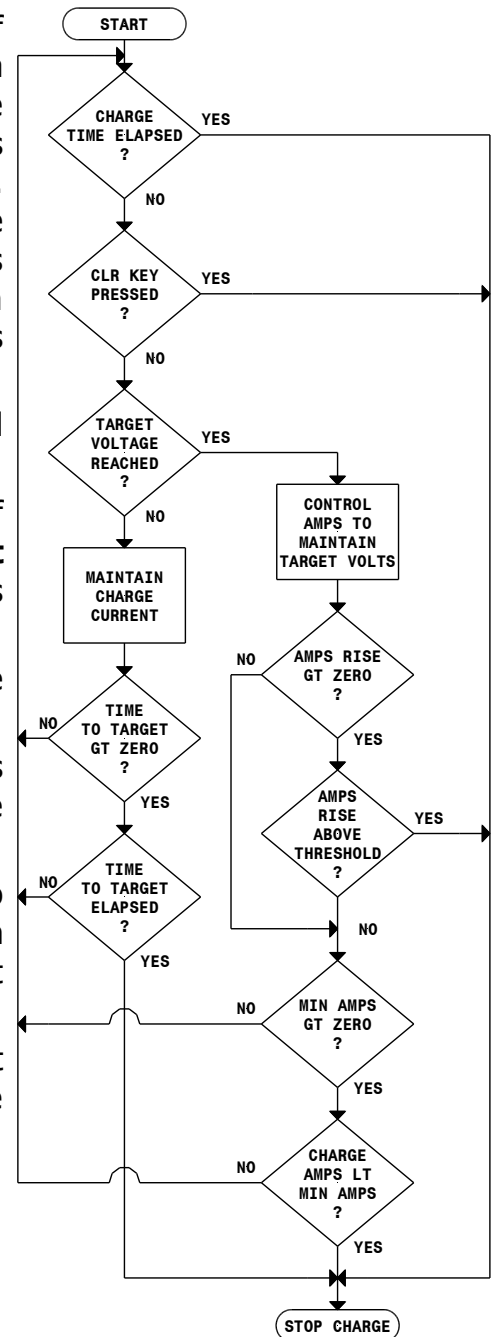 START
CHARGE
TIME ELAPSED
?
YES
NO
CLR KEY
PRESSED
?
YES
NO
TARGET
VOLTAGE
REACHED
?
YES
NO
CONTROL
AMPS TO
MAINTAIN
TARGET VOLTS
MAINTAIN
CHARGE
CURRENT
AMPS RISE
GT ZERO
?
NO
YES
TIME
TO TARGET
GT ZERO
?
NO
YES
AMPS
RISE
ABOVE
THRESHOLD
?
YES
NO
TIME
TO TARGET
ELAPSED
?
NO
YES
MIN AMPS
GT ZERO
?
NO
YES
CHARGE
AMPS LT
MIN AMPS
?
NO
YES
STOP CHARGE